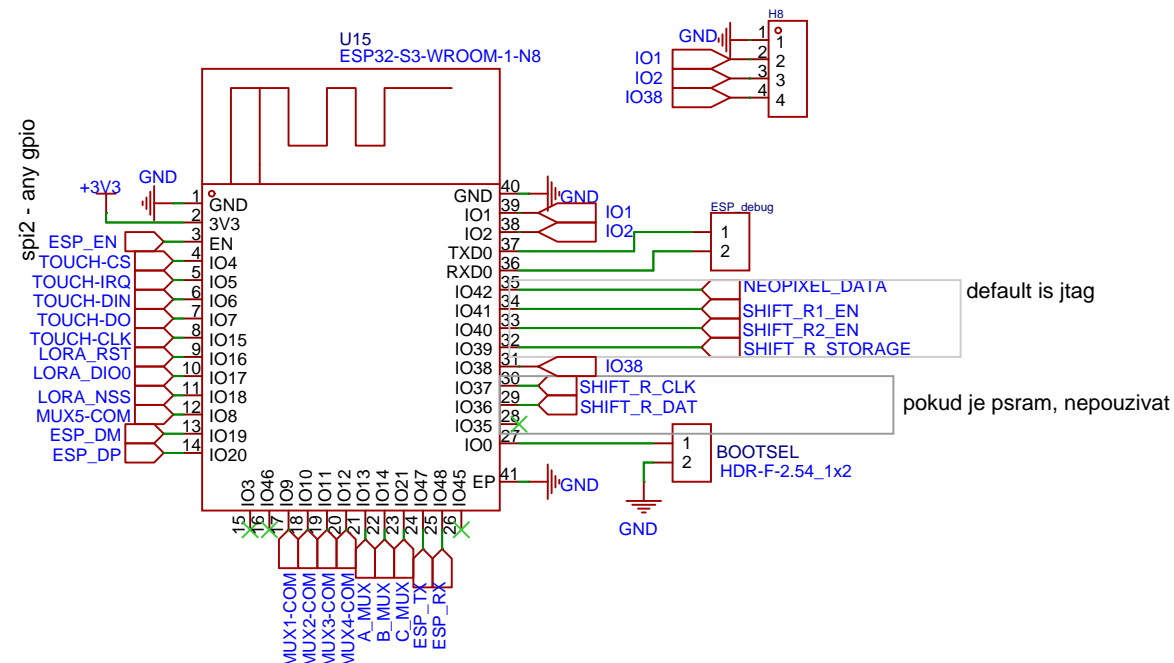 H8
GND
1
1
IO1
2
2
IO2
3
3
IO38
4
4
U15
ESP32-S3-WROOM-1-N8
spi2 - any gpio
+3V3
GND
1
GND
2
3V3
ESP_EN
3
EN
TOUCH-CS
4
IO4
TOUCH-IRQ
5
IO5
TOUCH-DIN
6
IO6
TOUCH-DO
7
IO7
TOUCH-CLK
8
IO15
LORA_RST
9
IO16
LORA_DIO0
10
IO17
LORA_NSS
11
IO18
MUX5-COM
12
IO8
ESP_DM
13
IO19
ESP_DP
14
IO20
GND
40
GND
IO1
39
IO1
IO2
38
IO2
TXD0
37
RXD0
36
ESP_debug
1
2
IO42
35
NEOPIXEL_DATA
IO41
34
SHIFT_R1_EN
IO40
33
SHIFT_R2_EN
IO39
32
SHIFT_R_STORAGE
default is jtag
IO38
31
IO38
IO37
30
SHIFT_R_CLK
IO36
29
SHIFT_R_DAT
IO35
28
pokud je psram, nepouzivat
IO0
27
1
2
BOOTSEL
HDR-F-2.54_1x2
GND
EP
41
GND
IO3
15
IO46
16
IO9
17
MUX1-COM
IO10
18
MUX2-COM
IO11
19
MUX3-COM
IO12
20
MUX4-COM
IO13
21
A_MUX
IO14
22
B_MUX
IO21
23
C_MUX
IO47
24
ESP_TX
IO48
25
ESP_RX
IO45
26